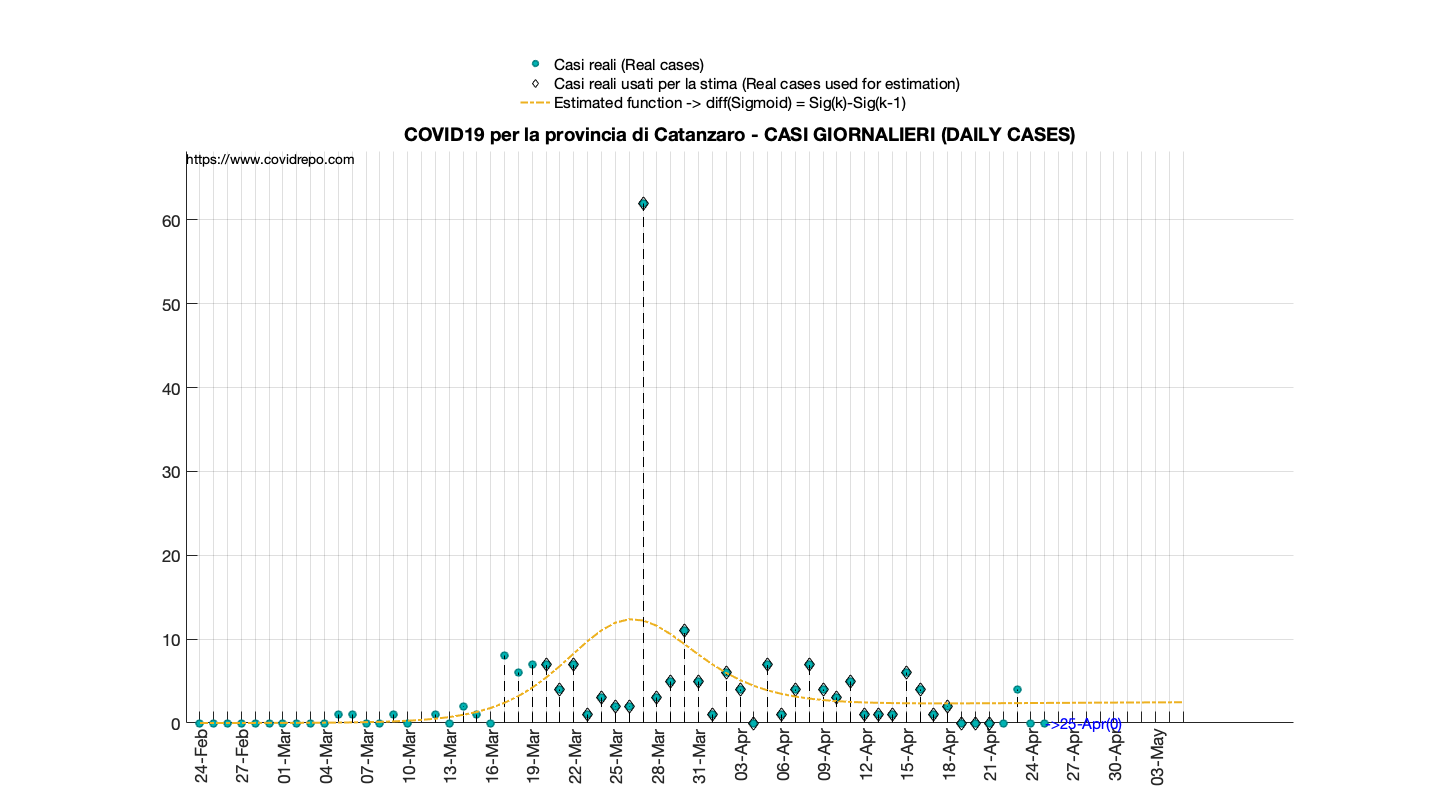 Casi reali (Real cases)
Casi reali usati per la stima (Real cases used for estimation)
Estimated function -> diff(Sigmoid) = Sig(k)-Sig(k-1)
COVID19 per la provincia di Catanzaro - CASI GIORNALIERI (DAILY CASES)
https://www.covidrepo.com
60
50
40
30
20
10
0
->25-Apr(0)
24-Feb
27-Feb
01-Mar
04-Mar
07-Mar
10-Mar
13-Mar
16-Mar
19-Mar
22-Mar
25-Mar
28-Mar
31-Mar
03-Apr
06-Apr
09-Apr
12-Apr
15-Apr
18-Apr
21-Apr
24-Apr
27-Apr
30-Apr
03-May